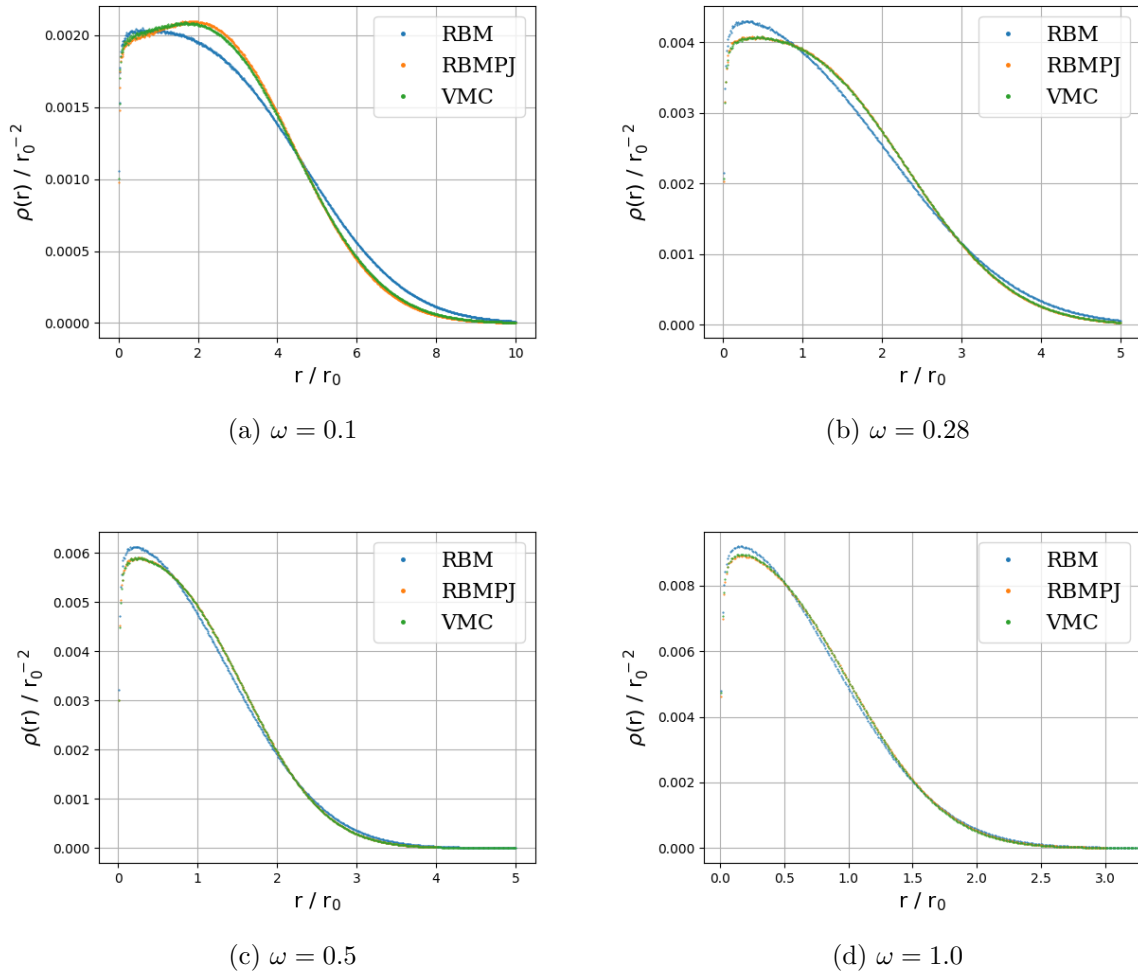 0.0020
0.0015
0.0010
0.0005
0.0000
ρ(r) / r₀⁻²
RBM
RBMPJ
VMC
0 2 4 6 8 10
r / r₀
(a) ω = 0.1
0.004
0.003
0.002
0.001
0.000
ρ(r) / r₀⁻²
RBM
RBMPJ
VMC
0 1 2 3 4 5
r / r₀
(b) ω = 0.28
0.006
0.005
0.004
0.003
0.002
0.001
0.000
ρ(r) / r₀⁻²
RBM
RBMPJ
VMC
0 1 2 3 4 5
r / r₀
(c) ω = 0.5
0.008
0.006
0.004
0.002
0.000
ρ(r) / r₀⁻²
RBM
RBMPJ
VMC
0.0 0.5 1.0 1.5 2.0 2.5 3.0
r / r₀
(d) ω = 1.0